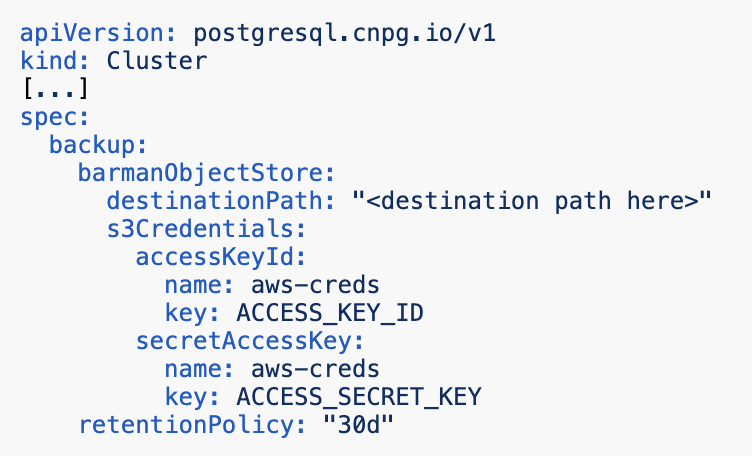 apiVersion: postgresql.cnpg.io/v1
kind: Cluster
[...]
spec:
  backup:
    barmanObjectStore:
      destinationPath: "<destination path here>"
      s3Credentials:
        accessKeyId:
          name: aws-creds
          key: ACCESS_KEY_ID
        secretAccessKey:
          name: aws-creds
          key: ACCESS_SECRET_KEY
    retentionPolicy: "30d"